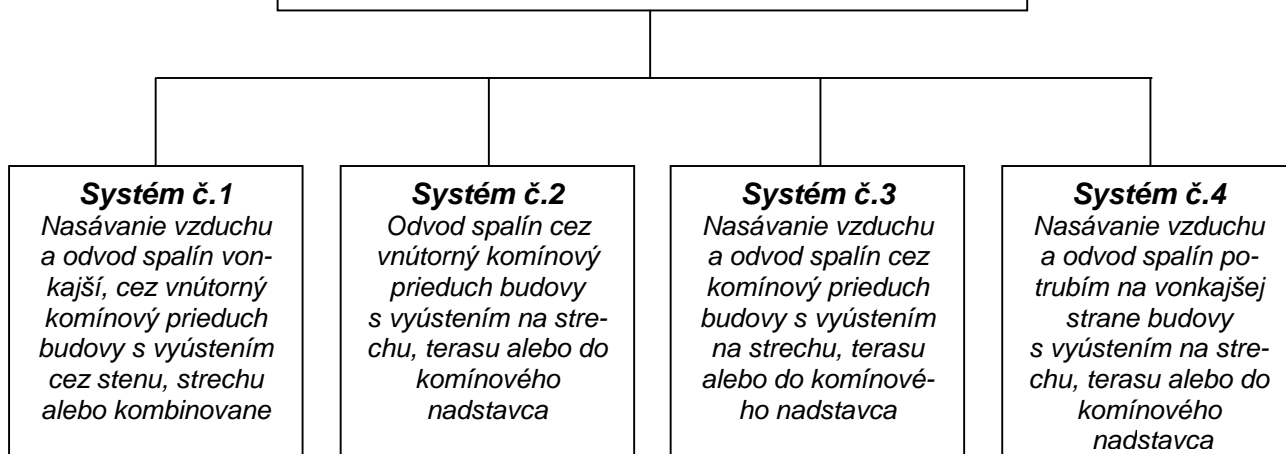 Systém č.1
Nasávanie vzduchu
a odvod spalín von-
kajší, cez vnútorný
komínový prieduch
budovy s vyústením
cez stenu, strechu
alebo kombinovane
Systém č.2
Odvod spalín cez
vnútorný komínový
prieduch budovy
s vyústením na stre-
chu, terasu alebo do
komínového
nadstavca
Systém č.3
Nasávanie vzduchu
a odvod spalín cez
komínový prieduch
budovy s vyústením
na strechu, terasu
alebo do komínové-
ho nadstavca
Systém č.4
Nasávanie vzduchu
a odvod spalín po-
trubím na vonkajšej
strane budovy
s vyústením na stre-
chu, terasu alebo do
komínového
nadstavca